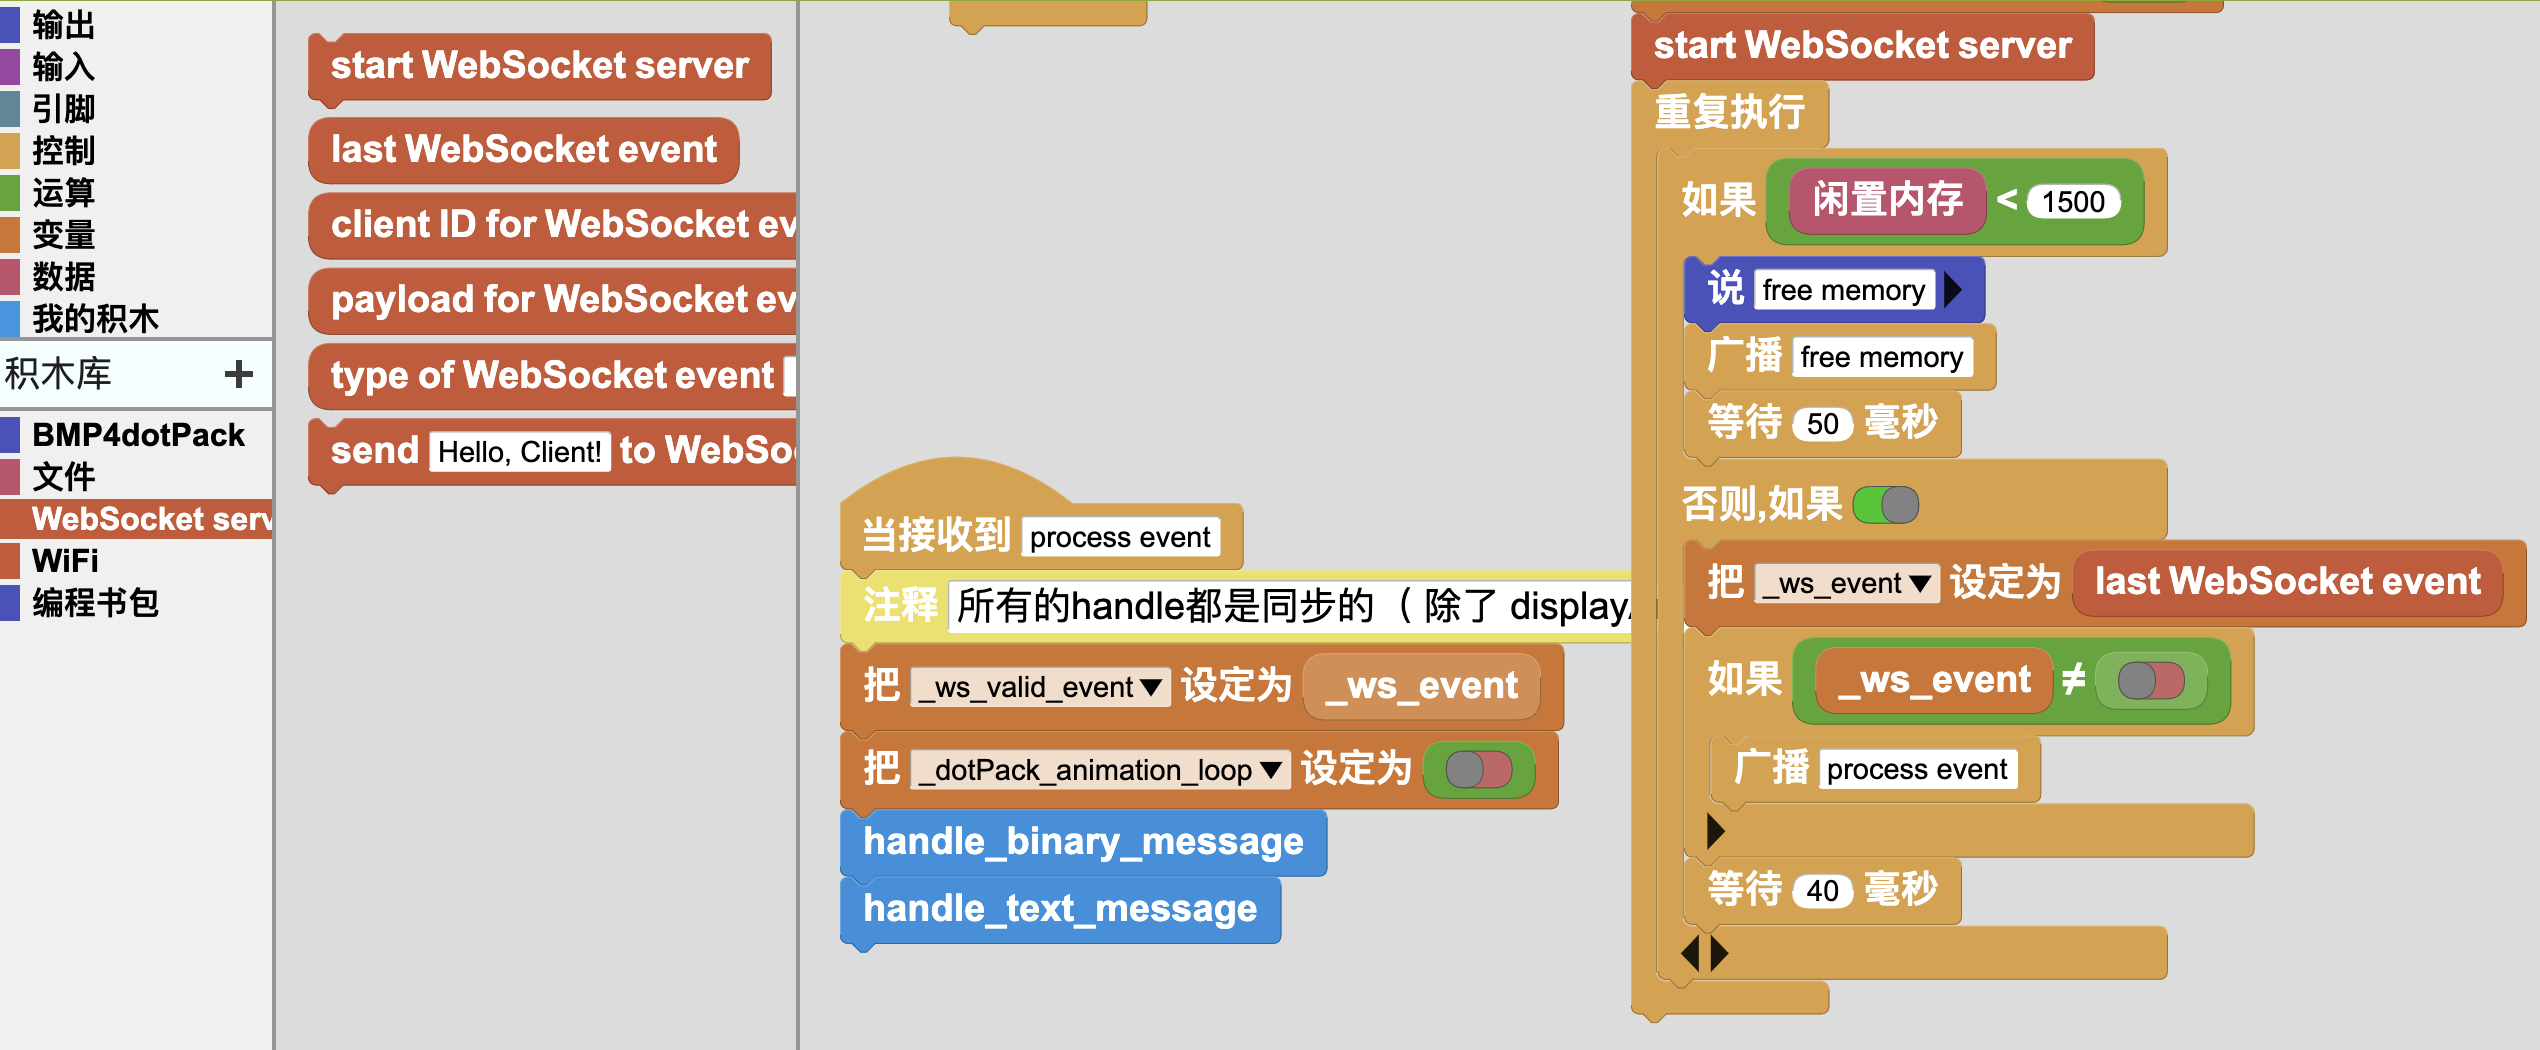 输出
输入
引脚
控制
运算
变量
数据
我的积木
积木库 +
BMP4dotPack
文件
WebSocket serv
WiFi
编程书包
start WebSocket server
last WebSocket event
client ID for WebSocket ev
payload for WebSocket ev
type of WebSocket event
send Hello, Client! to WebSo
当接收到 process event
注释 所有的handle都是同步的 ( 除了 display
把 _ws_valid_event 设定为 _ws_event
把 _dotPack_animation_loop 设定为
handle_binary_message
handle_text_message
start WebSocket server
重复执行
如果 闲置内存 < 1500
说 free memory
广播 free memory
等待 50 毫秒
否则,如果
把 _ws_event 设定为 last WebSocket event
如果 _ws_event ≠
广播 process event
等待 40 毫秒